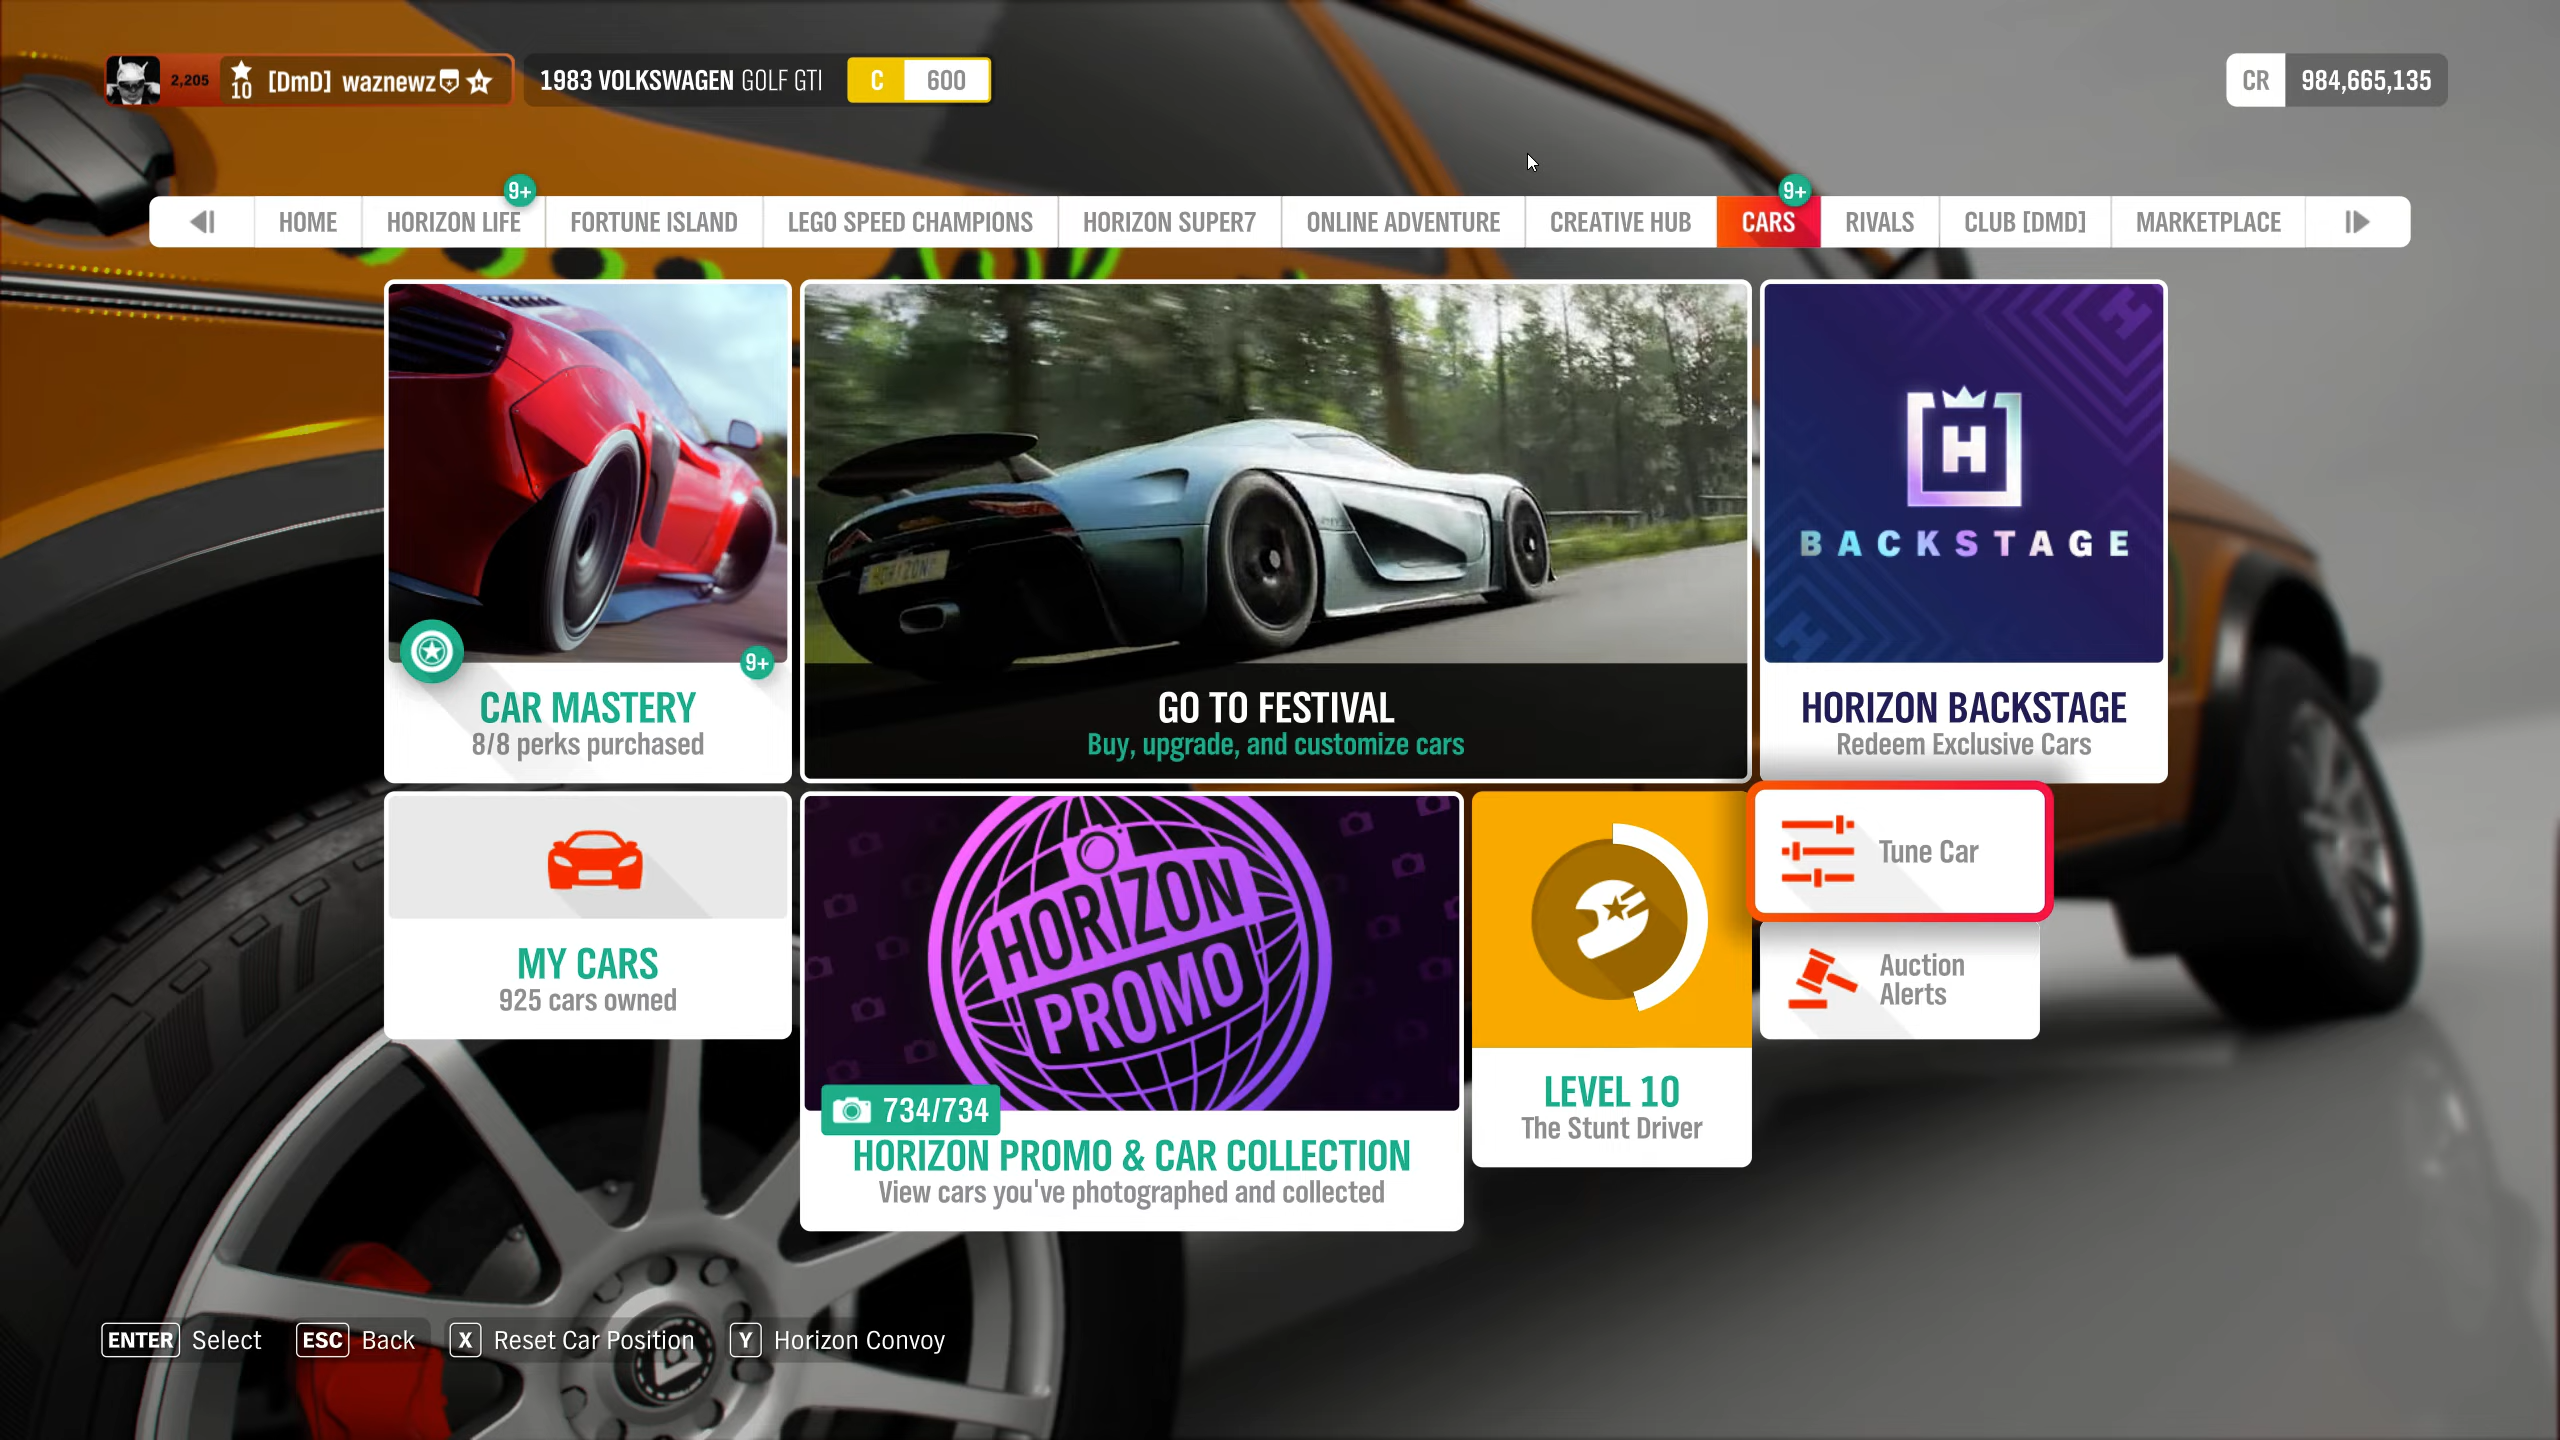 2,205 10 [DmD] waznewz
1983 VOLKSWAGEN GOLF GTI C 600
CR 984,665,135
9+
9+
HOME HORIZON LIFE FORTUNE ISLAND LEGO SPEED CHAMPIONS HORIZON SUPER7 ONLINE ADVENTURE CREATIVE HUB CARS RIVALS CLUB [DMD] MARKETPLACE
9+
CAR MASTERY
8/8 perks purchased
HORIZON
GO TO FESTIVAL
Buy, upgrade, and customize cars
H
BACKSTAGE
HORIZON BACKSTAGE
Redeem Exclusive Cars
MY CARS
925 cars owned
HORIZON
PROMO
734/734
HORIZON PROMO & CAR COLLECTION
View cars you've photographed and collected
LEVEL 10
The Stunt Driver
Tune Car
Auction
Alerts
ENTER Select ESC Back X Reset Car Position Y Horizon Convoy